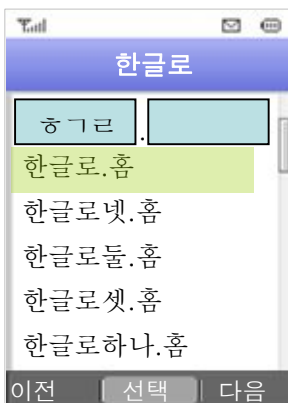 한글로
ㅎㄱㄹ .
한글로.홈
한글로넷.홈
한글로둘.홈
한글로셋.홈
한글로하나.홈
이전 선택 다음